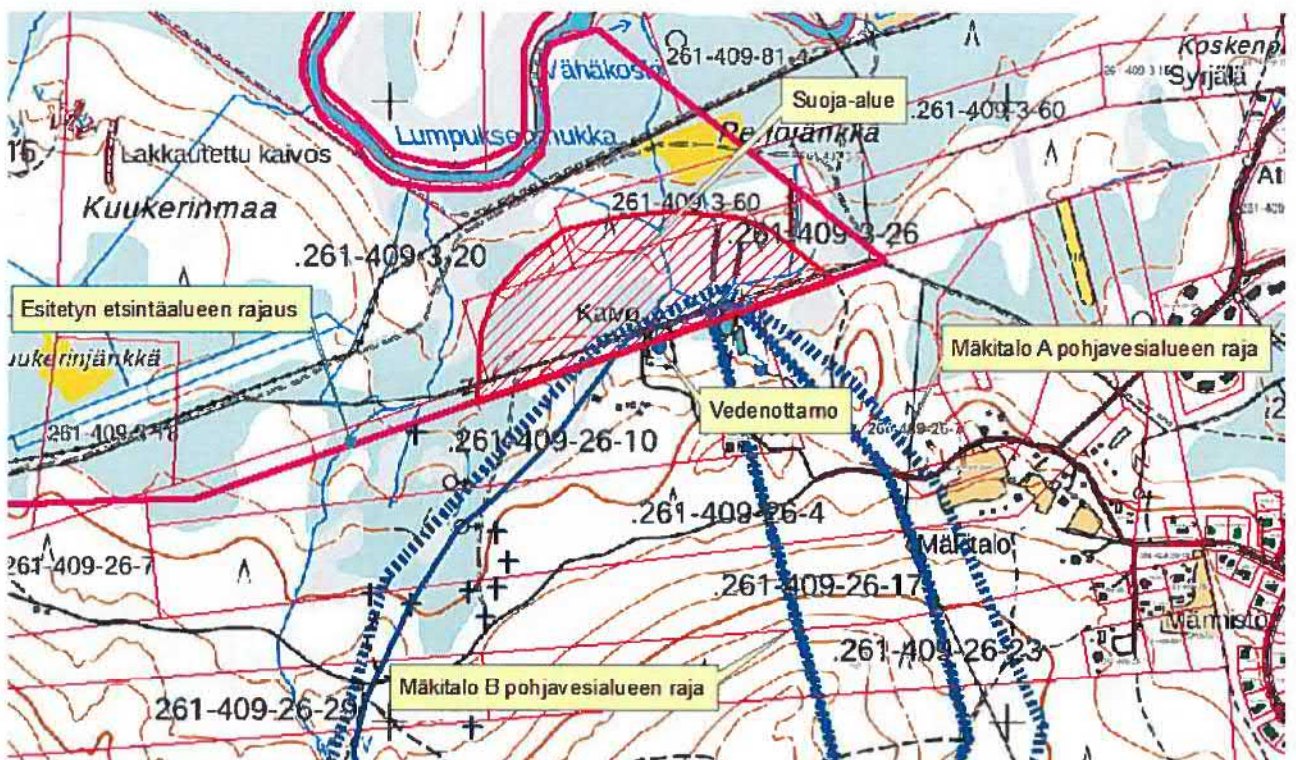 Vähäkoski
261-409-81-4
Koskenp
Syrjälä
Suoja-alue
.261-409-3-60
Lumpuksenmukka
15
Lakkautettu kaivos
Kuukerinmaa
261-409-3-60
261-409-3-26
.261-409-3-20
Esitetyn etsintäalueen rajaus
Kaivo
uukerinjänkkä
Mäkitalo A pohjavesialueen raja
Vedenottamo
.261-409-26-10
.261-409-26-4
Mäkitalo
261-409-26-7
.261-409-26-17
Mämmistö
.261-409-26-23
Mäkitalo B pohjavesialueen raja
261-409-26-29